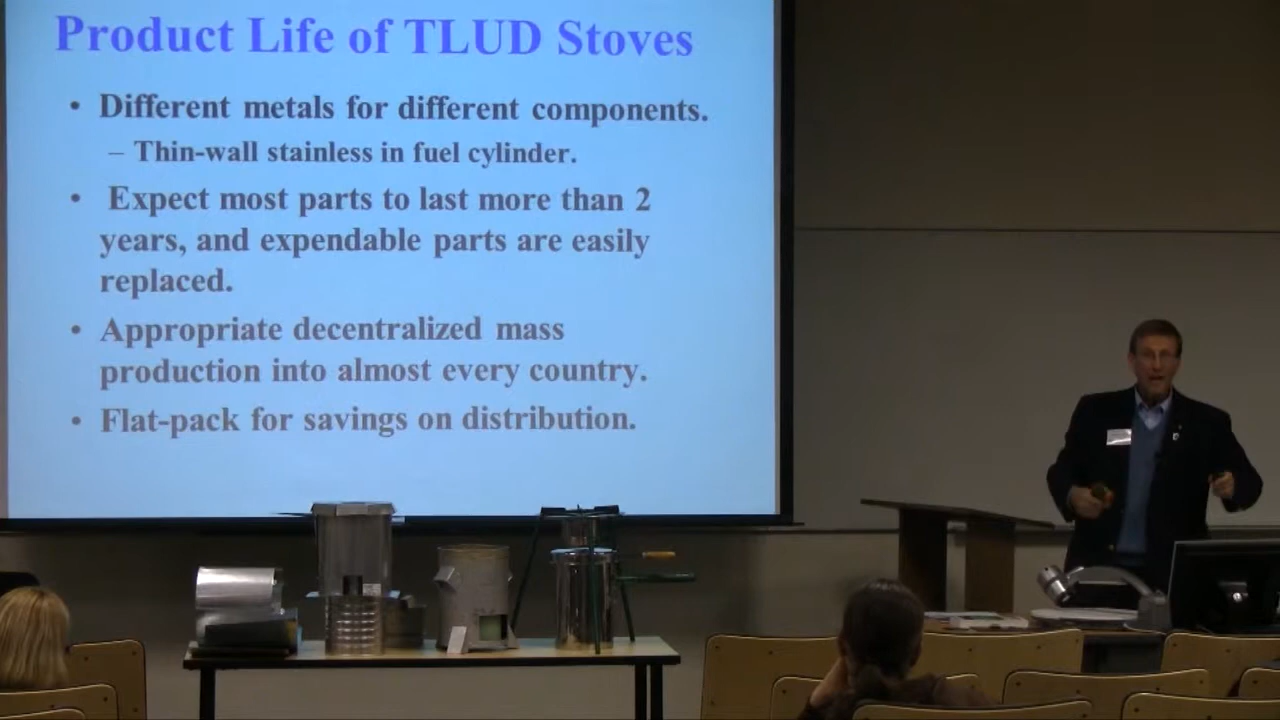 Product Life of TLUD Stoves
• Different metals for different components.
– Thin-wall stainless in fuel cylinder.
• Expect most parts to last more than 2
years, and expendable parts are easily
replaced.
• Appropriate decentralized mass
production into almost every country.
• Flat-pack for savings on distribution.